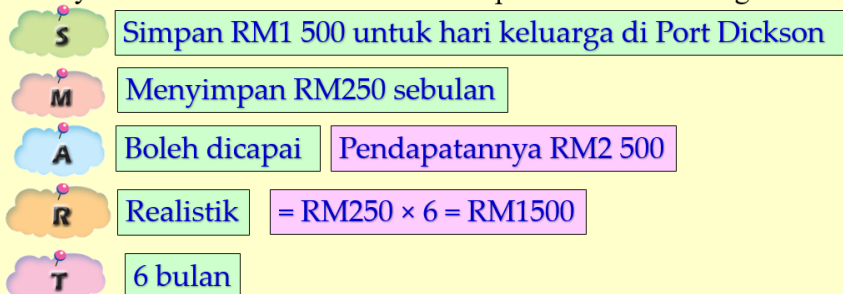 S Simpan RM1 500 untuk hari keluarga di Port Dickson
M Menyimpan RM250 sebulan
A Boleh dicapai Pendapatannya RM2 500
R Realistik = RM250 × 6 = RM1500
T 6 bulan